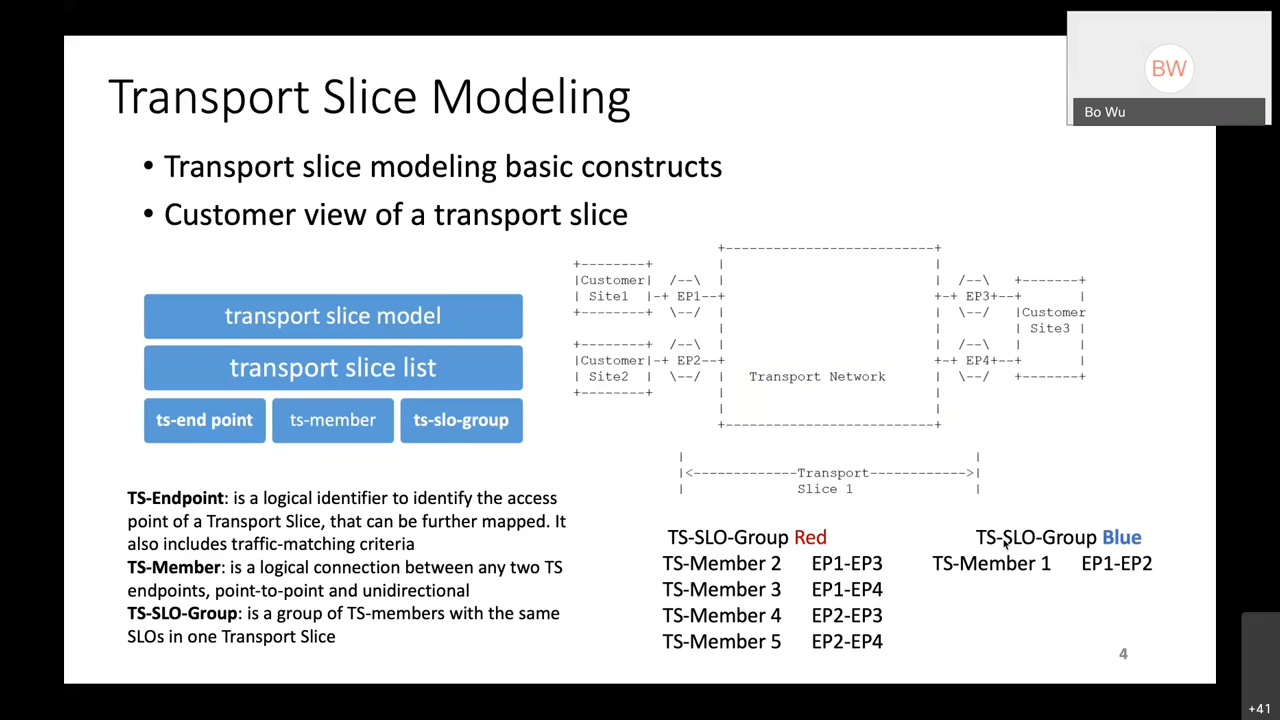 Transport Slice Modeling
BW
Bo Wu
• Transport slice modeling basic constructs
• Customer view of a transport slice
transport slice model
transport slice list
ts-end point
ts-member
ts-slo-group
Customer
Site1
EP1
Customer
Site2
EP2
EP3
Customer
Site3
EP4
Transport Network
Transport
Slice 1
TS-Endpoint: is a logical identifier to identify the access
point of a Transport Slice, that can be further mapped. It
also includes traffic-matching criteria
TS-Member: is a logical connection between any two TS
endpoints, point-to-point and unidirectional
TS-SLO-Group: is a group of TS-members with the same
SLOs in one Transport Slice
TS-SLO-Group Red
TS-Member 2 EP1-EP3
TS-Member 3 EP1-EP4
TS-Member 4 EP2-EP3
TS-Member 5 EP2-EP4
TS-SLO-Group Blue
TS-Member 1 EP1-EP2
4
+41